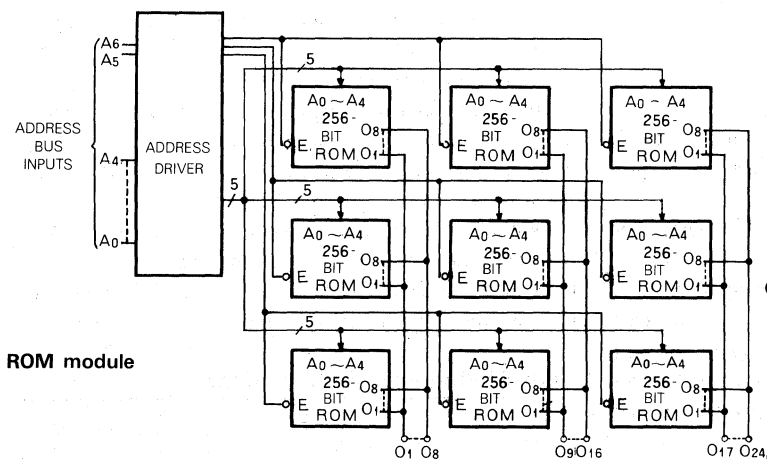 A6
A5
ADDRESS
BUS
INPUTS
A4
A0
ADDRESS
DRIVER
5
5
A0~A4
256-
BIT
ROM
E
O8
O1
A0~A4
256-
BIT
ROM
E
O8
O1
A0~A4
256-
BIT
ROM
E
O8
O1
5
A0~A4
256-
BIT
ROM
E
O8
O1
A0~A4
256-
BIT
ROM
E
O8
O1
A0~A4
256-
BIT
ROM
E
O8
O1
5
ROM module
A0~A4
256-
BIT
ROM
E
O8
O1
A0~A4
256-
BIT
ROM
E
O8
O1
A0~A4
256-
BIT
ROM
E
O8
O1
O1 O8
O9 O16
O17 O24